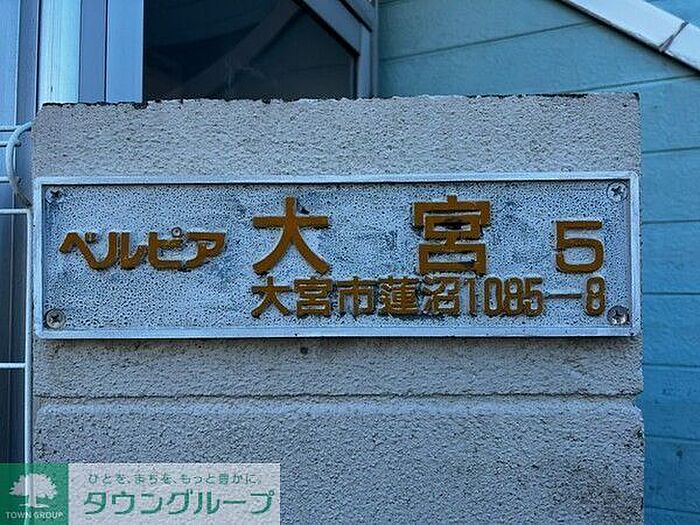 ベルピア 大宮 5
大宮市蓮沼1085-8
ひとを、まちを、もっと豊かに。
タウングループ
TOWN GROUP